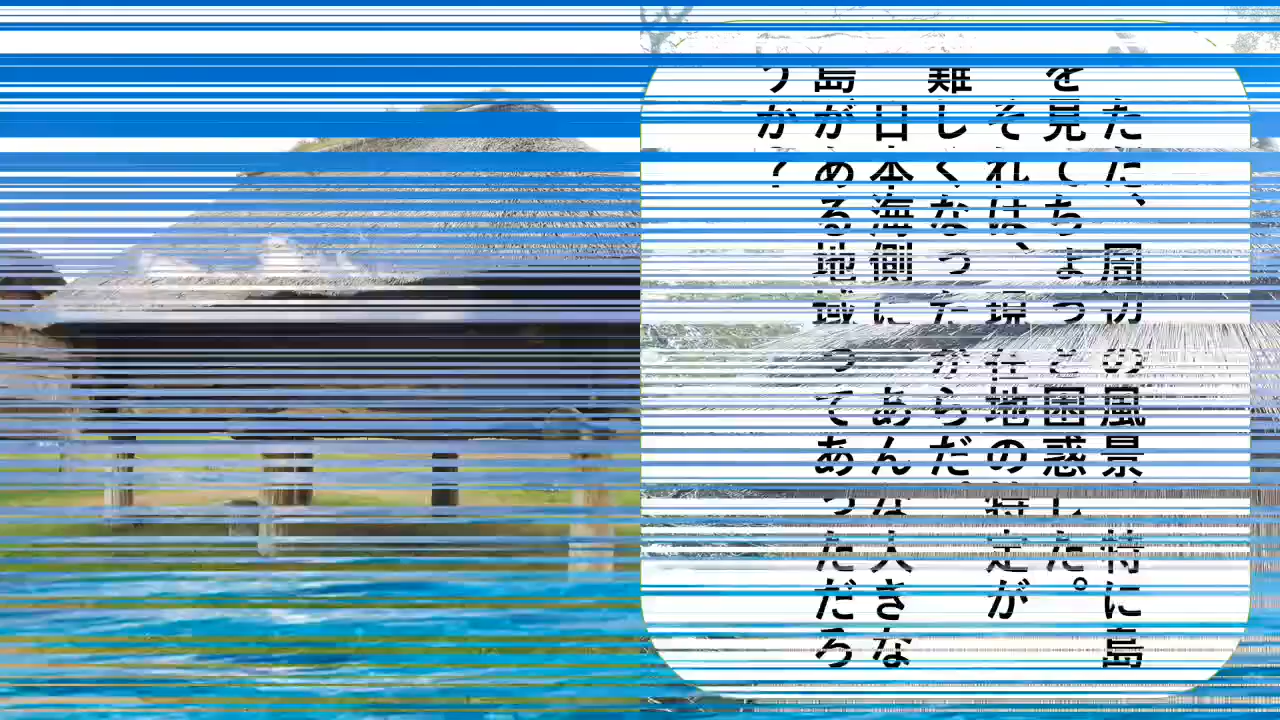 ただ、周辺の風景、特に島
を見てちょっと困惑した。
それは、現在地の特定が
難しくなったからだ。
日本海側にあんな大きな
島がある地域ってあっただろ
うか？